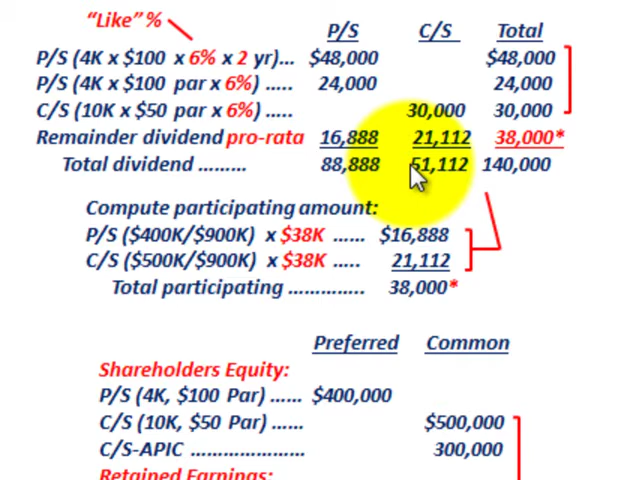 "Like" %
P/S C/S Total
P/S (4K x $100 x 6% x 2 yr)... $48,000 $48,000
P/S (4K x $100 par x 6%) ..... 24,000 24,000
C/S (10K x $50 par x 6%) ..... 30,000 30,000
Remainder dividend pro-rata 16,888 21,112 38,000*
Total dividend ......... 88,888 51,112 140,000
Compute participating amount:
P/S ($400K/$900K) x $38K ...... $16,888
C/S ($500K/$900K) x $38K ..... 21,112
Total participating .............. 38,000*
Preferred Common
Shareholders Equity:
P/S (4K, $100 Par) ...... $400,000
C/S (10K, $50 Par) ...... $500,000
C/S-APIC ..................... 300,000
Retained Earnings: